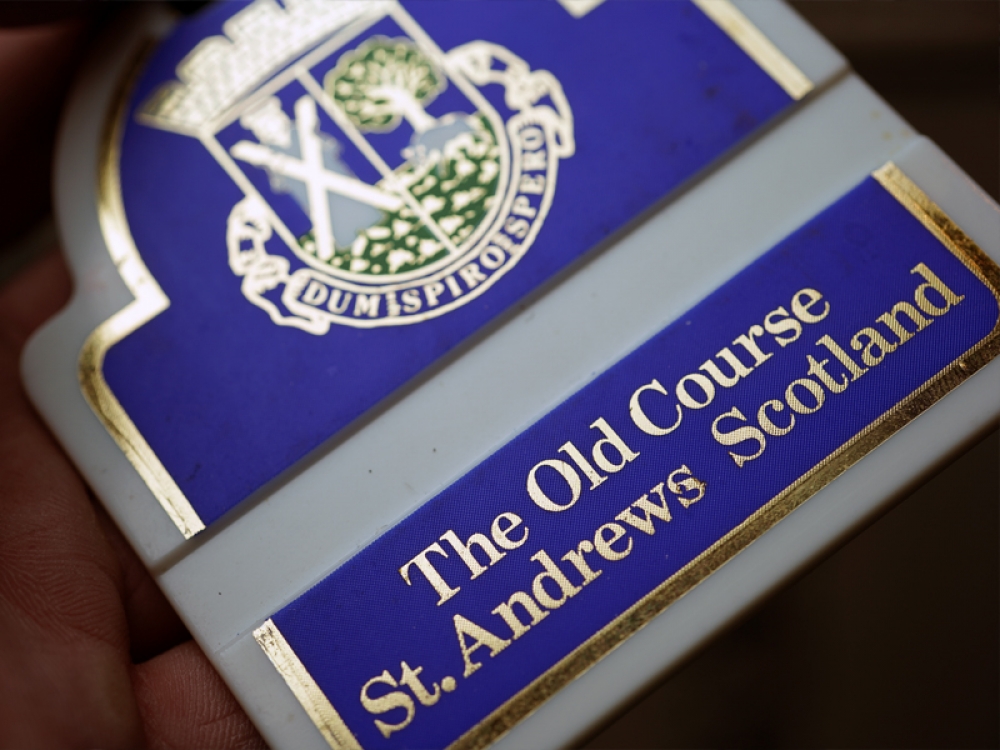 DUM SPIRO SPERO
The Old Course
St. Andrews Scotland